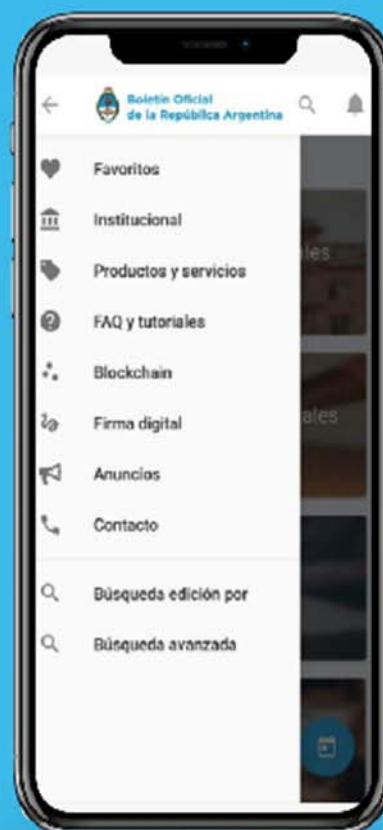 Boletín Oficial
de la República Argentina
Favoritos
Institucional
Productos y servicios
FAQ y tutoriales
Blockchain
Firma digital
Anuncios
Contacto
Búsqueda edición por
Búsqueda avanzada